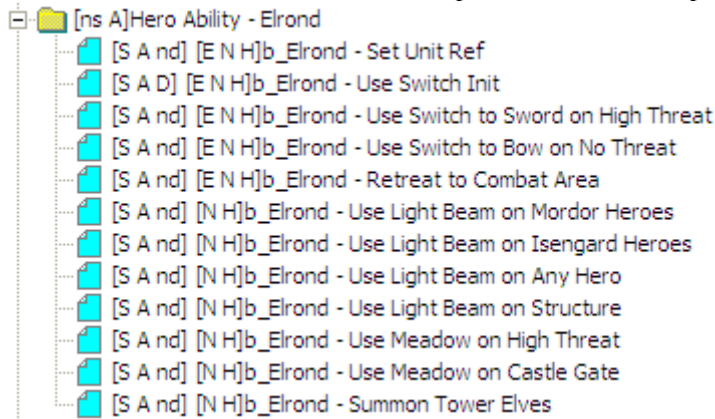 [ns A]Hero Ability - Elrond
[S A nd] [E N H]b_Elrond - Set Unit Ref
[S A D] [E N H]b_Elrond - Use Switch Init
[S A nd] [E N H]b_Elrond - Use Switch to Sword on High Threat
[S A nd] [E N H]b_Elrond - Use Switch to Bow on No Threat
[S A nd] [E N H]b_Elrond - Retreat to Combat Area
[S A nd] [N H]b_Elrond - Use Light Beam on Mordor Heroes
[S A nd] [N H]b_Elrond - Use Light Beam on Isengard Heroes
[S A nd] [N H]b_Elrond - Use Light Beam on Any Hero
[S A nd] [N H]b_Elrond - Use Light Beam on Structure
[S A nd] [N H]b_Elrond - Use Meadow on High Threat
[S A nd] [N H]b_Elrond - Use Meadow on Castle Gate
[S A nd] [N H]b_Elrond - Summon Tower Elves